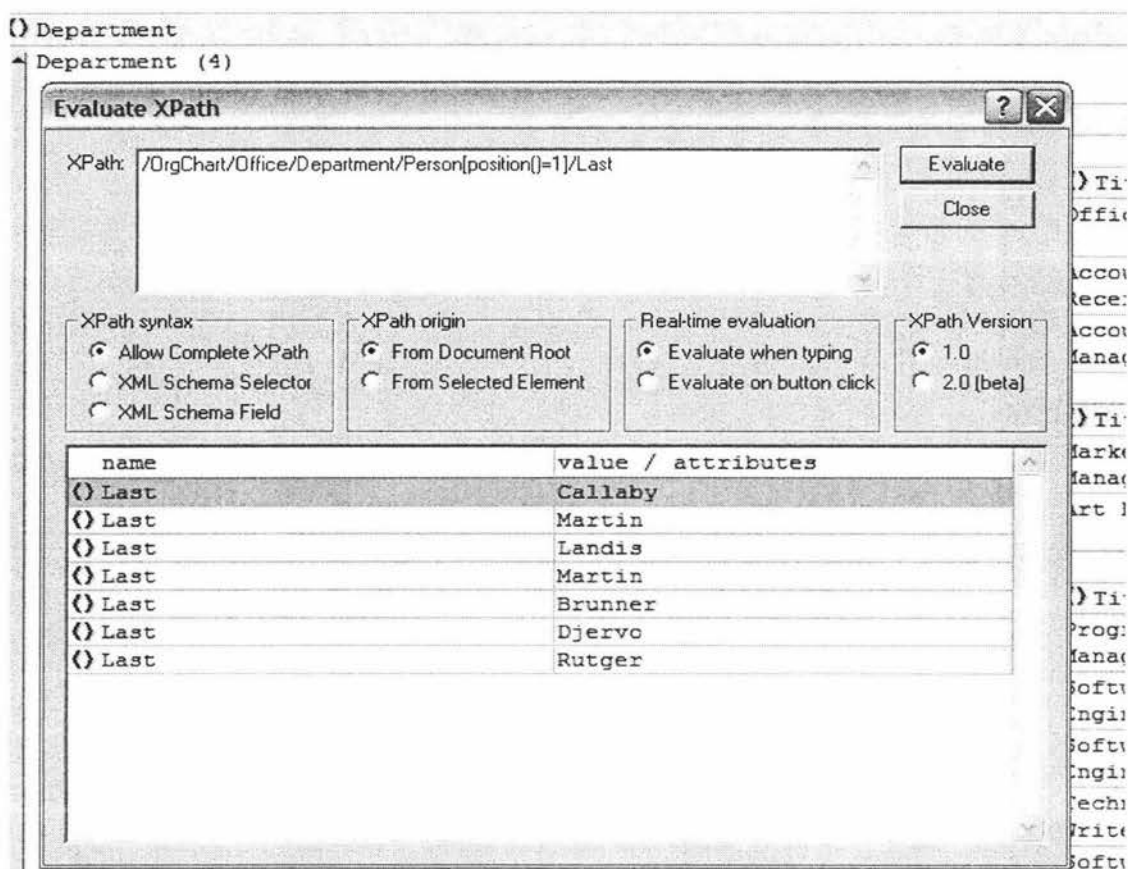 Department
Department (4)
Evaluate XPath
XPath: /OrgChart/Office/Department/Person[position()=1]/Last
Evaluate
Close
XPath syntax
Allow Complete XPath
XML Schema Selector
XML Schema Field
XPath origin
From Document Root
From Selected Element
Real-time evaluation
Evaluate when typing
Evaluate on button click
XPath Version
1.0
2.0 (beta)
name value / attributes
Last Callaby
Last Martin
Last Landis
Last Martin
Last Brunner
Last Djervo
Last Rutger